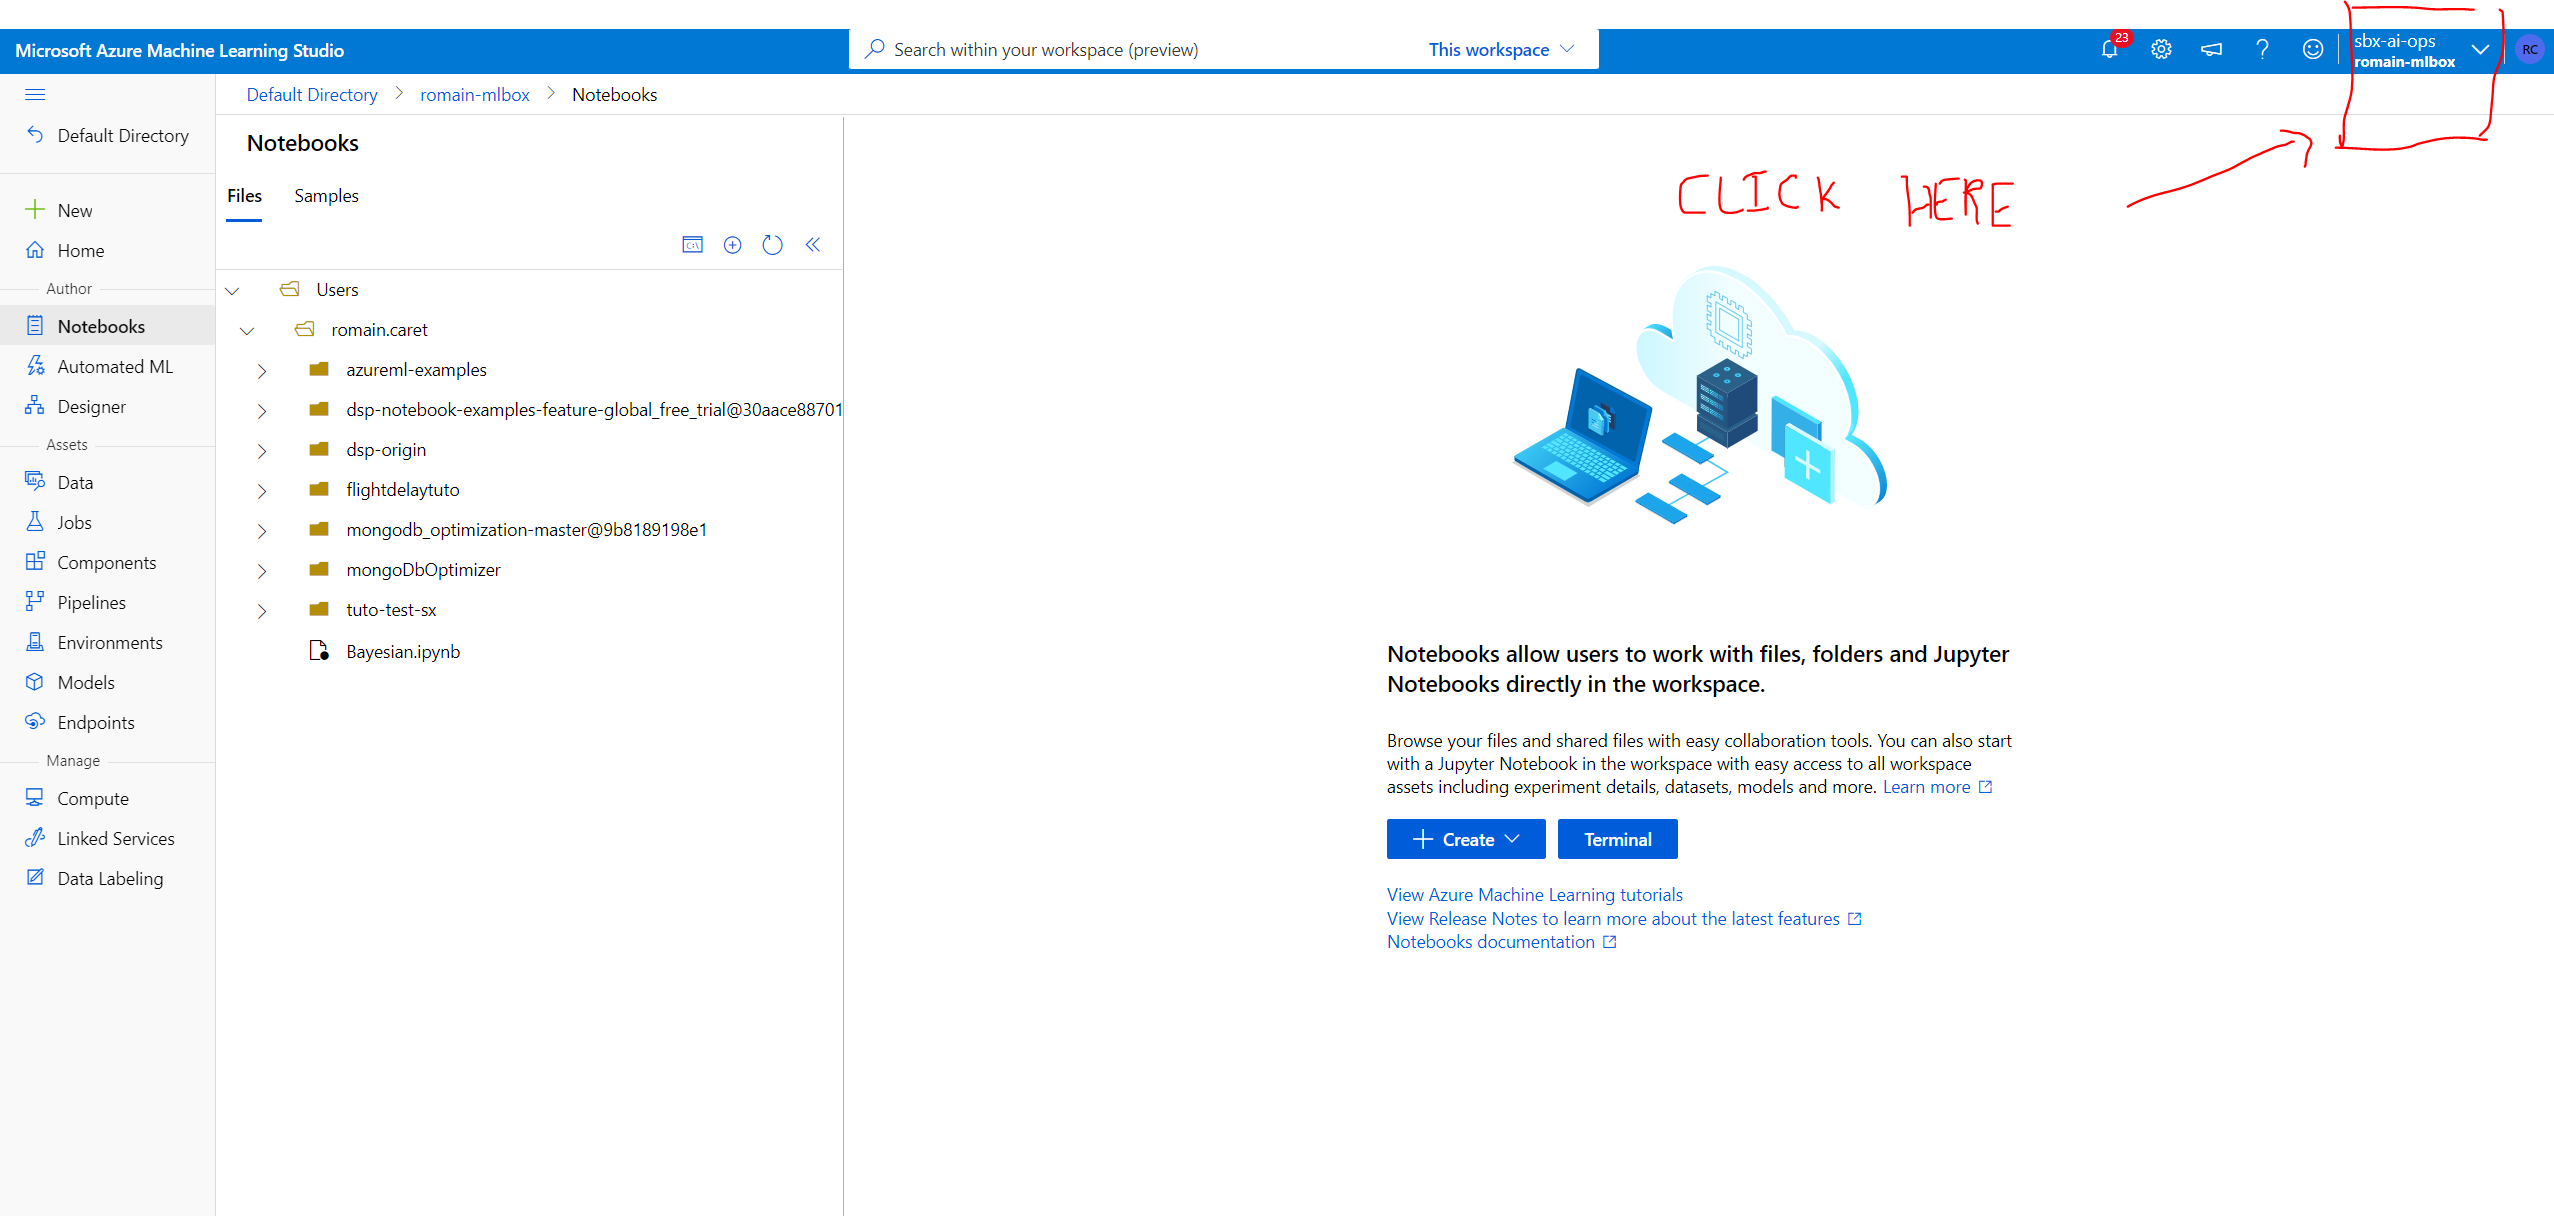 Microsoft Azure Machine Learning Studio
Search within your workspace (preview)
This workspace
23
sbx-ai-ops
romain-mlbox
RC
Default Directory
romain-mlbox
Notebooks
Default Directory
New
Home
Author
Notebooks
Automated ML
Designer
Assets
Data
Jobs
Components
Pipelines
Environments
Models
Endpoints
Manage
Compute
Linked Services
Data Labeling
Notebooks
Files
Samples
Users
romain.caret
azureml-examples
dsp-notebook-examples-feature-global_free_trial@30aace88701
dsp-origin
flightdelaytuto
mongodb_optimization-master@9b8189198e1
mongoDbOptimizer
tuto-test-sx
Bayesian.ipynb
CLICK HERE
Notebooks allow users to work with files, folders and Jupyter
Notebooks directly in the workspace.
Browse your files and shared files with easy collaboration tools. You can also start
with a Jupyter Notebook in the workspace with easy access to all workspace
assets including experiment details, datasets, models and more. Learn more
Create
Terminal
View Azure Machine Learning tutorials
View Release Notes to learn more about the latest features
Notebooks documentation